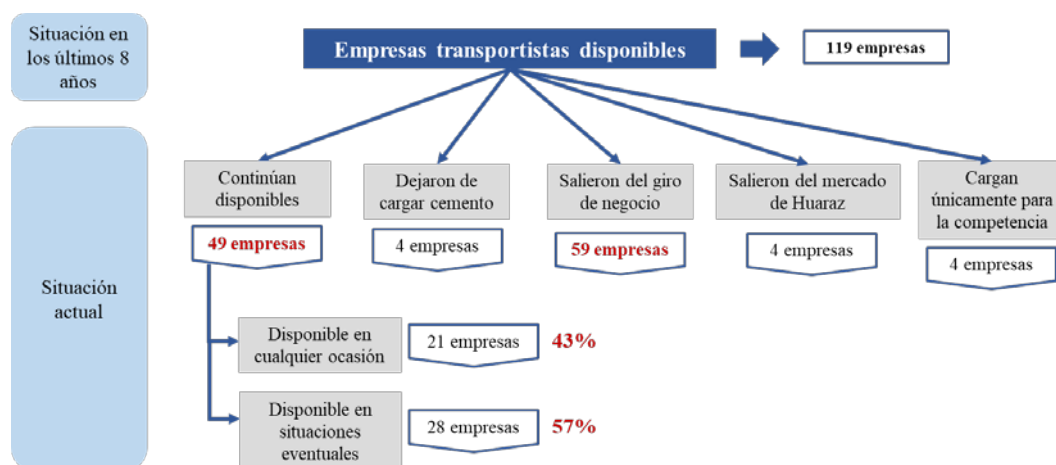 Situación en
los últimos 8
años
Empresas transportistas disponibles
119 empresas
Situación
actual
Continúan
disponibles
49 empresas
Dejaron de
cargar cemento
4 empresas
Salieron del giro
de negocio
59 empresas
Salieron del mercado
de Huaraz
4 empresas
Cargan
únicamente para
la competencia
4 empresas
Disponible en
cualquier ocasión
21 empresas
43%
Disponible en
situaciones
eventuales
28 empresas
57%